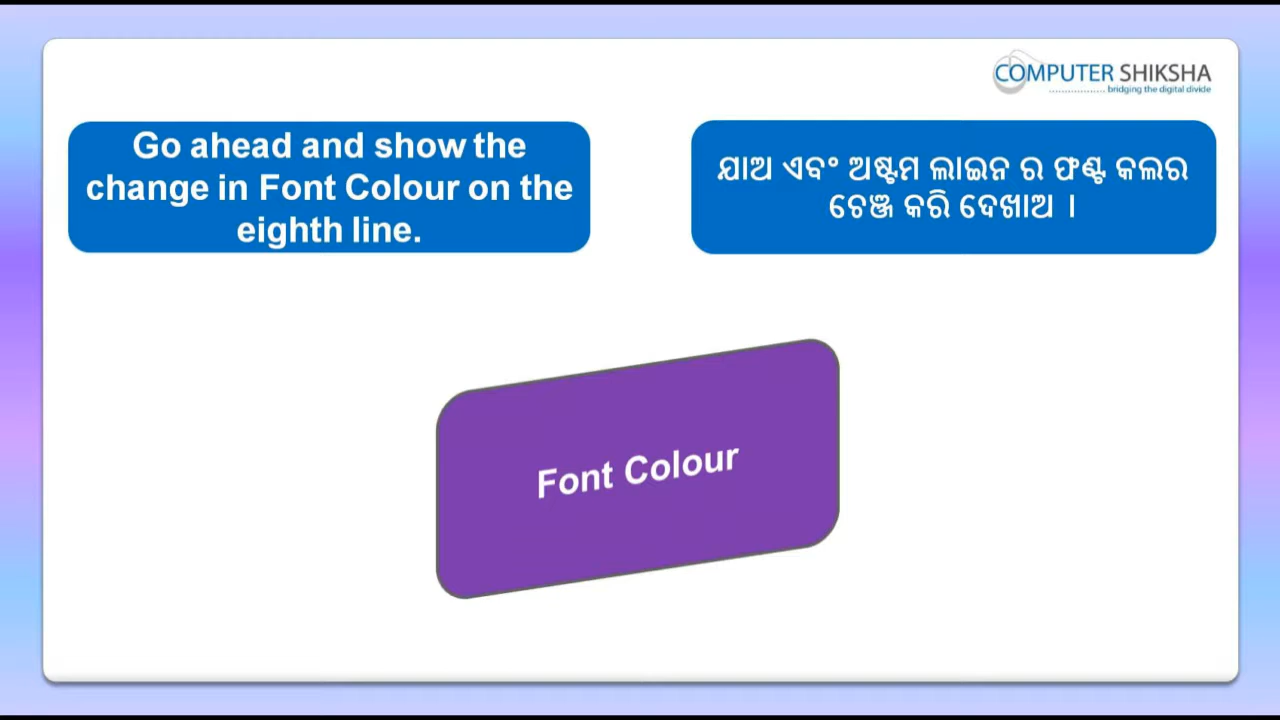 COMPUTER SHIKSHA
bridging the digital divide
Go ahead and show the
change in Font Colour on the
eighth line.
ଯାଅ ଏବଂ ଅଷ୍ଟମ ଲାଇନ ର ଫଣ୍ଟ କଲର
ଚେଞ୍ଜ କରି ଦେଖାଅ ।
Font Colour